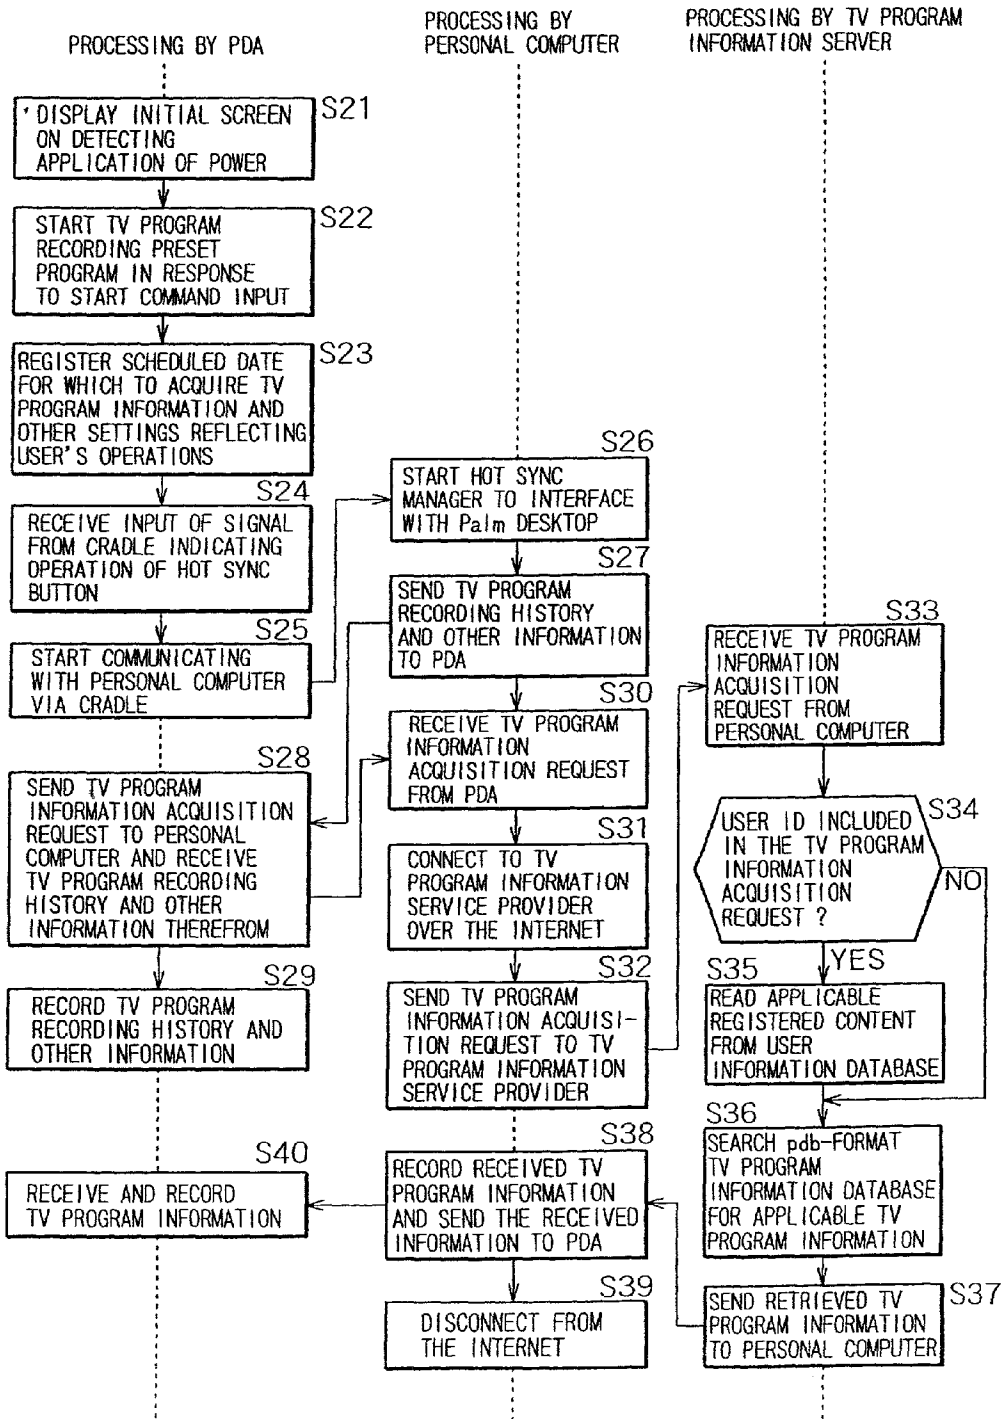 PROCESSING BY PDA
PROCESSING BY
PERSONAL COMPUTER
PROCESSING BY TV PROGRAM
INFORMATION SERVER
S21
DISPLAY INITIAL SCREEN
ON DETECTING
APPLICATION OF POWER
S22
START TV PROGRAM
RECORDING PRESET
PROGRAM IN RESPONSE
TO START COMMAND INPUT
S23
REGISTER SCHEDULED DATE
FOR WHICH TO ACQUIRE TV
PROGRAM INFORMATION AND
OTHER SETTINGS REFLECTING
USER'S OPERATIONS
S24
RECEIVE INPUT OF SIGNAL
FROM CRADLE INDICATING
OPERATION OF HOT SYNC
BUTTON
S25
START COMMUNICATING
WITH PERSONAL COMPUTER
VIA CRADLE
S28
SEND TV PROGRAM
INFORMATION ACQUISITION
REQUEST TO PERSONAL
COMPUTER AND RECEIVE
TV PROGRAM RECORDING
HISTORY AND OTHER
INFORMATION THEREFROM
S29
RECORD TV PROGRAM
RECORDING HISTORY AND
OTHER INFORMATION
S40
RECEIVE AND RECORD
TV PROGRAM INFORMATION
S26
START HOT SYNC
MANAGER TO INTERFACE
WITH Palm DESKTOP
S27
SEND TV PROGRAM
RECORDING HISTORY
AND OTHER INFORMATION
TO PDA
S30
RECEIVE TV PROGRAM
INFORMATION
ACQUISITION REQUEST
FROM PDA
S31
CONNECT TO TV
PROGRAM INFORMATION
SERVICE PROVIDER
OVER THE INTERNET
S32
SEND TV PROGRAM
INFORMATION ACQUISI-
TION REQUEST TO TV
PROGRAM INFORMATION
SERVICE PROVIDER
S38
RECORD RECEIVED TV
PROGRAM INFORMATION
AND SEND THE RECEIVED
INFORMATION TO PDA
S39
DISCONNECT FROM
THE INTERNET
S33
RECEIVE TV PROGRAM
INFORMATION
ACQUISITION
REQUEST FROM
PERSONAL COMPUTER
S34
USER ID INCLUDED
IN THE TV PROGRAM
INFORMATION
ACQUISITION
REQUEST ?
NO
YES
S35
READ APPLICABLE
REGISTERED CONTENT
FROM USER
INFORMATION DATABASE
S36
SEARCH pdb-FORMAT
TV PROGRAM
INFORMATION DATABASE
FOR APPLICABLE TV
PROGRAM INFORMATION
S37
SEND RETRIEVED TV
PROGRAM INFORMATION
TO PERSONAL COMPUTER